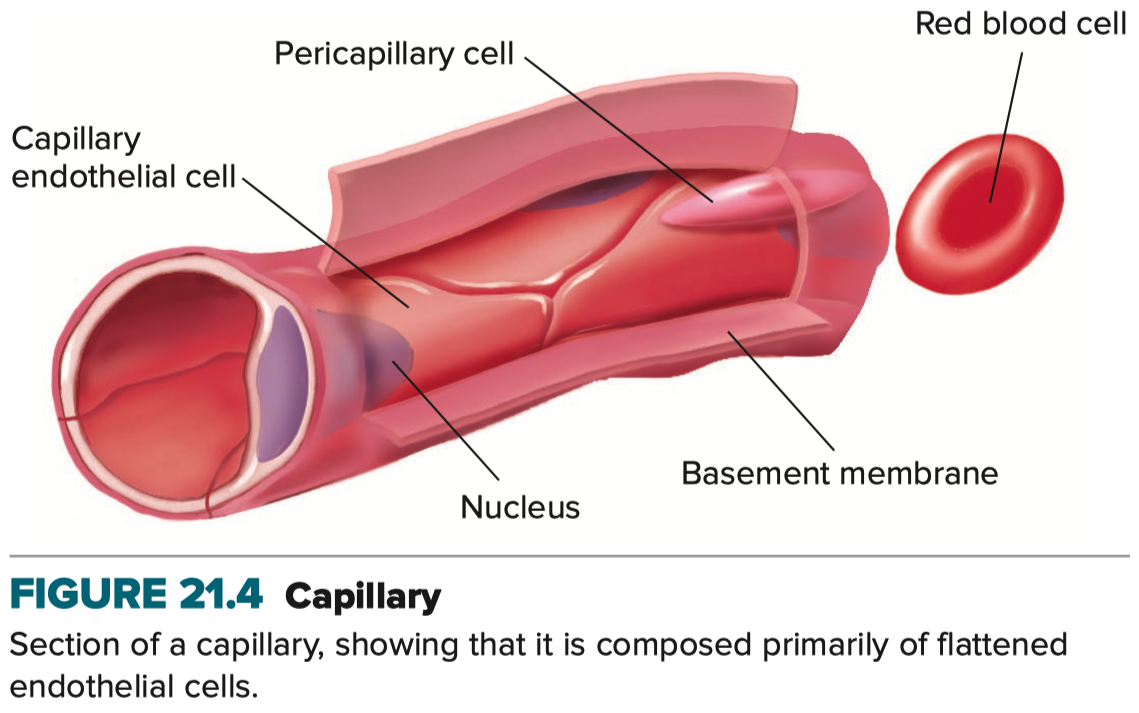 Red blood cell
Pericapillary cell
Capillary
endothelial cell
Basement membrane
Nucleus
FIGURE 21.4 Capillary
Section of a capillary, showing that it is composed primarily of flattened
endothelial cells.